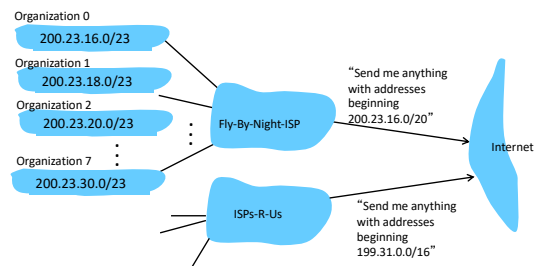 Organization 0
200.23.16.0/23
Organization 1
200.23.18.0/23
Organization 2
200.23.20.0/23
Organization 7
200.23.30.0/23
Fly-By-Night-ISP
“Send me anything
with addresses
beginning
200.23.16.0/20”
Internet
ISPs-R-Us
“Send me anything
with addresses
beginning
199.31.0.0/16”